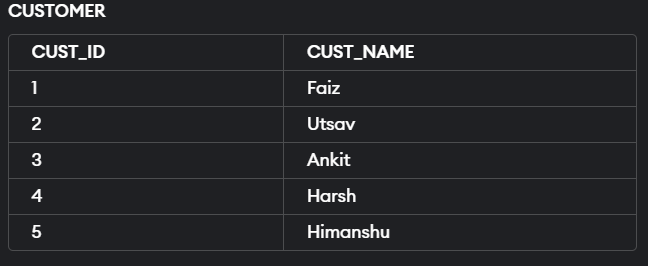 CUSTOMER
CUST_ID CUST_NAME
1 Faiz
2 Utsav
3 Ankit
4 Harsh
5 Himanshu